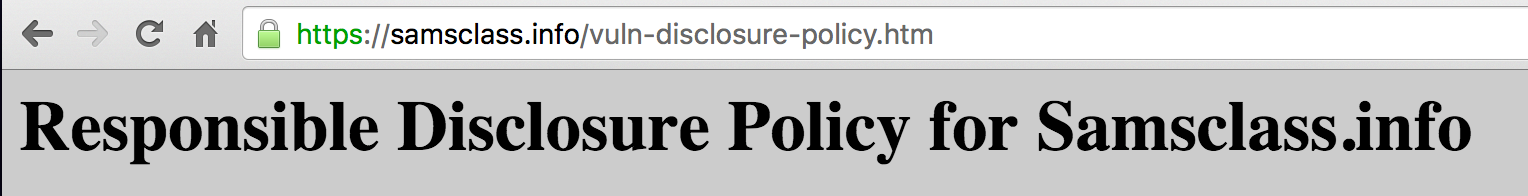 https://samsclass.info/vuln-disclosure-policy.htm
Responsible Disclosure Policy for Samsclass.info